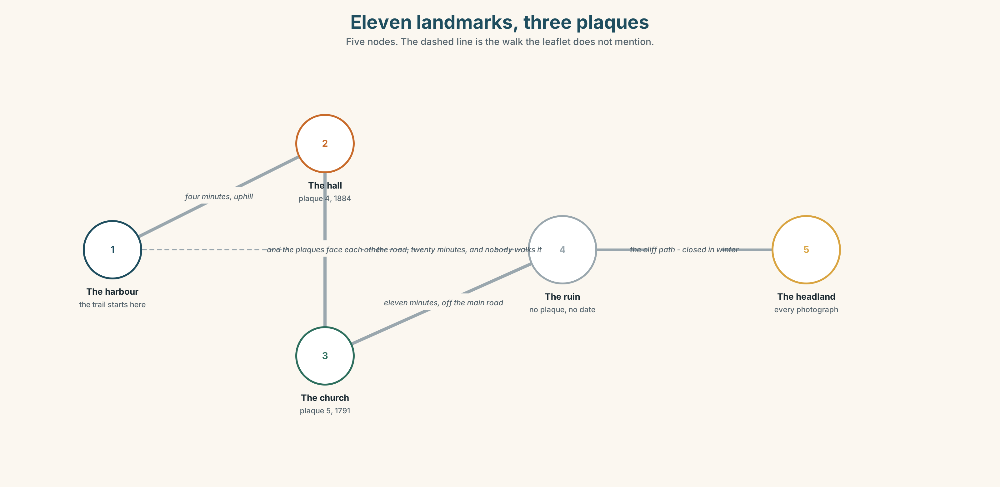 Eleven landmarks, three plaques
Five nodes. The dashed line is the walk the leaflet does not mention.
2
The hall
plaque 4, 1884
four minutes, uphill
1
The harbour
the trail starts here
and the plaques face each other
the road, twenty minutes, and nobody walks it
4
The ruin
no plaque, no date
the cliff path - closed in winter
5
The headland
every photograph
eleven minutes, off the main road
3
The church
plaque 5, 1791